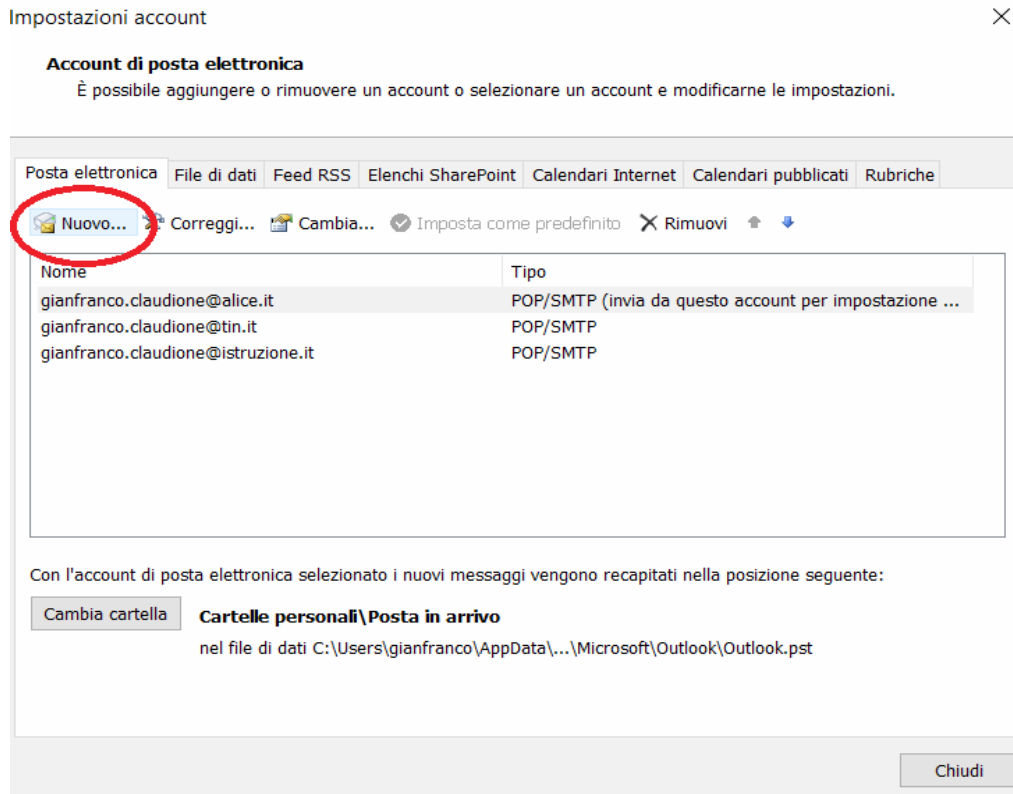 Impostazioni account
Account di posta elettronica
È possibile aggiungere o rimuovere un account o selezionare un account e modificarne le impostazioni.
Posta elettronica File di dati Feed RSS Elenchi SharePoint Calendari Internet Calendari pubblicati Rubriche
Nuovo... Correggi... Cambia... Imposta come predefinito Rimuovi
Nome Tipo
gianfranco.claudione@alice.it POP/SMTP (invia da questo account per impostazione ...
gianfranco.claudione@tin.it POP/SMTP
gianfranco.claudione@istruzione.it POP/SMTP
Con l'account di posta elettronica selezionato i nuovi messaggi vengono recapitati nella posizione seguente:
Cambia cartella Cartelle personali\Posta in arrivo
nel file di dati C:\Users\gianfranco\AppData\...\Microsoft\Outlook\Outlook.pst
Chiudi